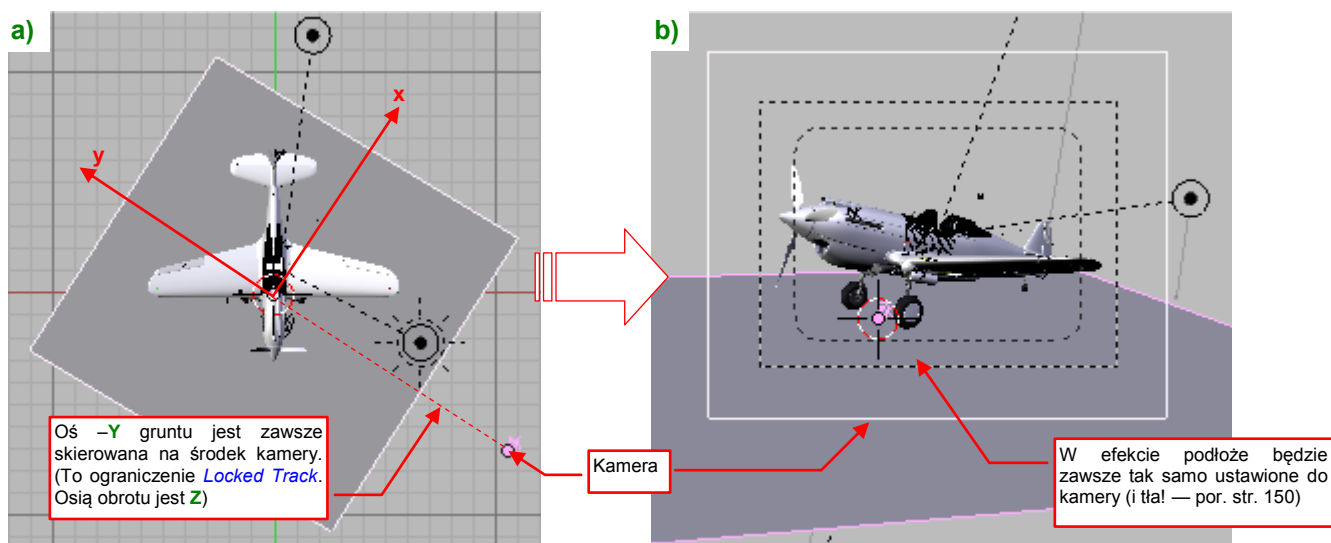 a)
b)
x
y
Oś –Y gruntu jest zawsze
skierowana na środek kamery.
(To ograniczenie Locked Track.
Osią obrotu jest Z)
Kamera
W efekcie podłoże będzie
zawsze tak samo ustawione do
kamery (i tła! — por. str. 150)